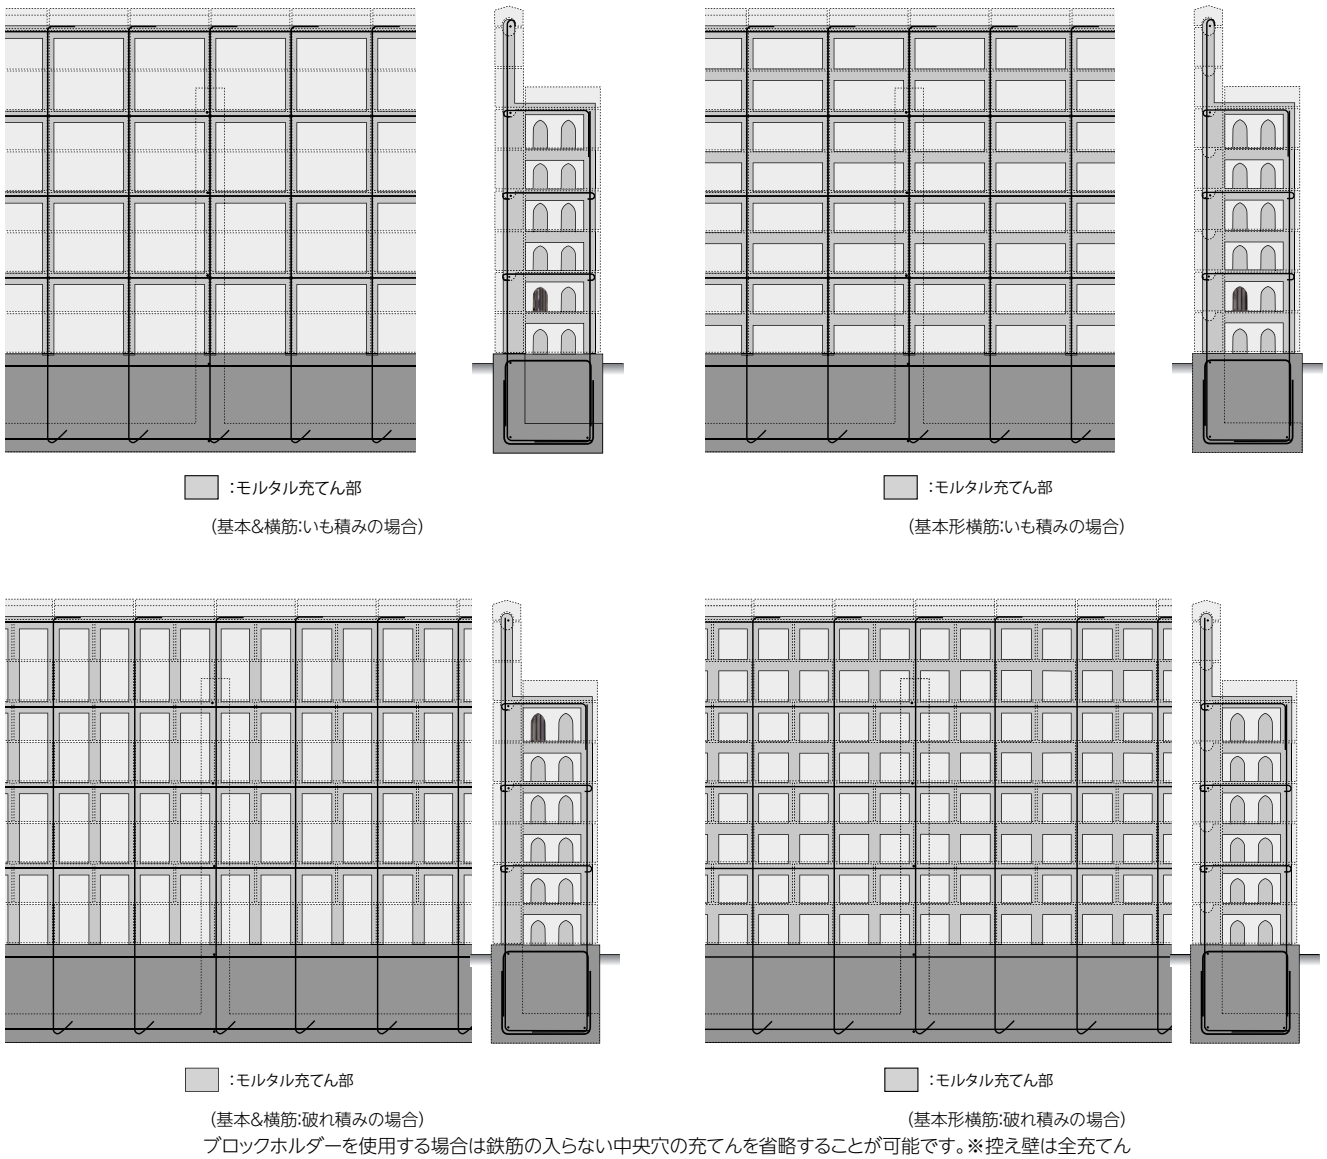 ：モルタル充てん部
：モルタル充てん部
(基本&横筋:いも積みの場合)
(基本形横筋:いも積みの場合)
：モルタル充てん部
：モルタル充てん部
(基本&横筋:破れ積みの場合)
(基本形横筋:破れ積みの場合)
ブロックホルダーを使用する場合は鉄筋の入らない中央穴の充てんを省略することが可能です。※控え壁は全充てん